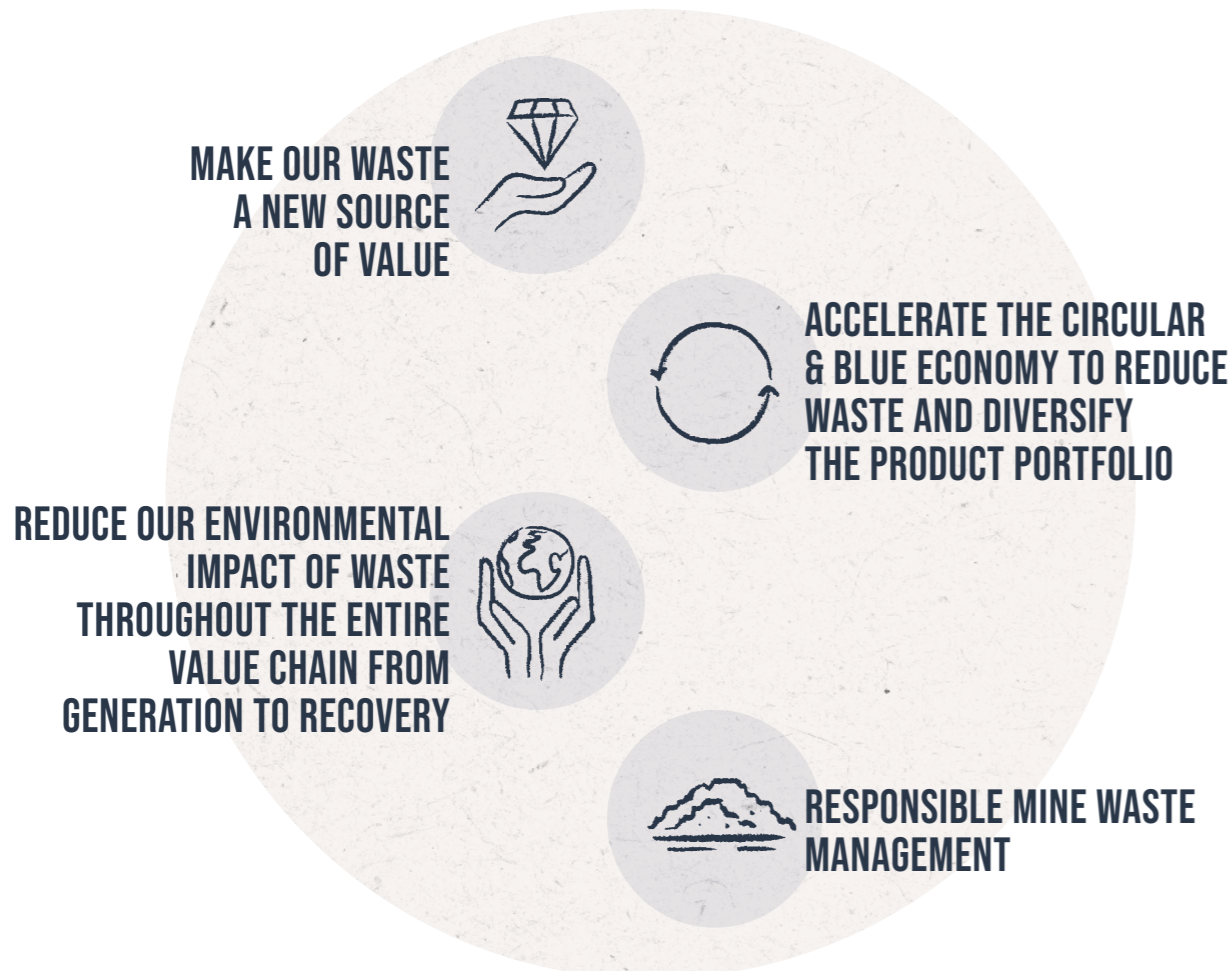 MAKE OUR WASTE
A NEW SOURCE
OF VALUE
ACCELERATE THE CIRCULAR
& BLUE ECONOMY TO REDUCE
WASTE AND DIVERSIFY
THE PRODUCT PORTFOLIO
REDUCE OUR ENVIRONMENTAL
IMPACT OF WASTE
THROUGHOUT THE ENTIRE
VALUE CHAIN FROM
GENERATION TO RECOVERY
RESPONSIBLE MINE WASTE
MANAGEMENT